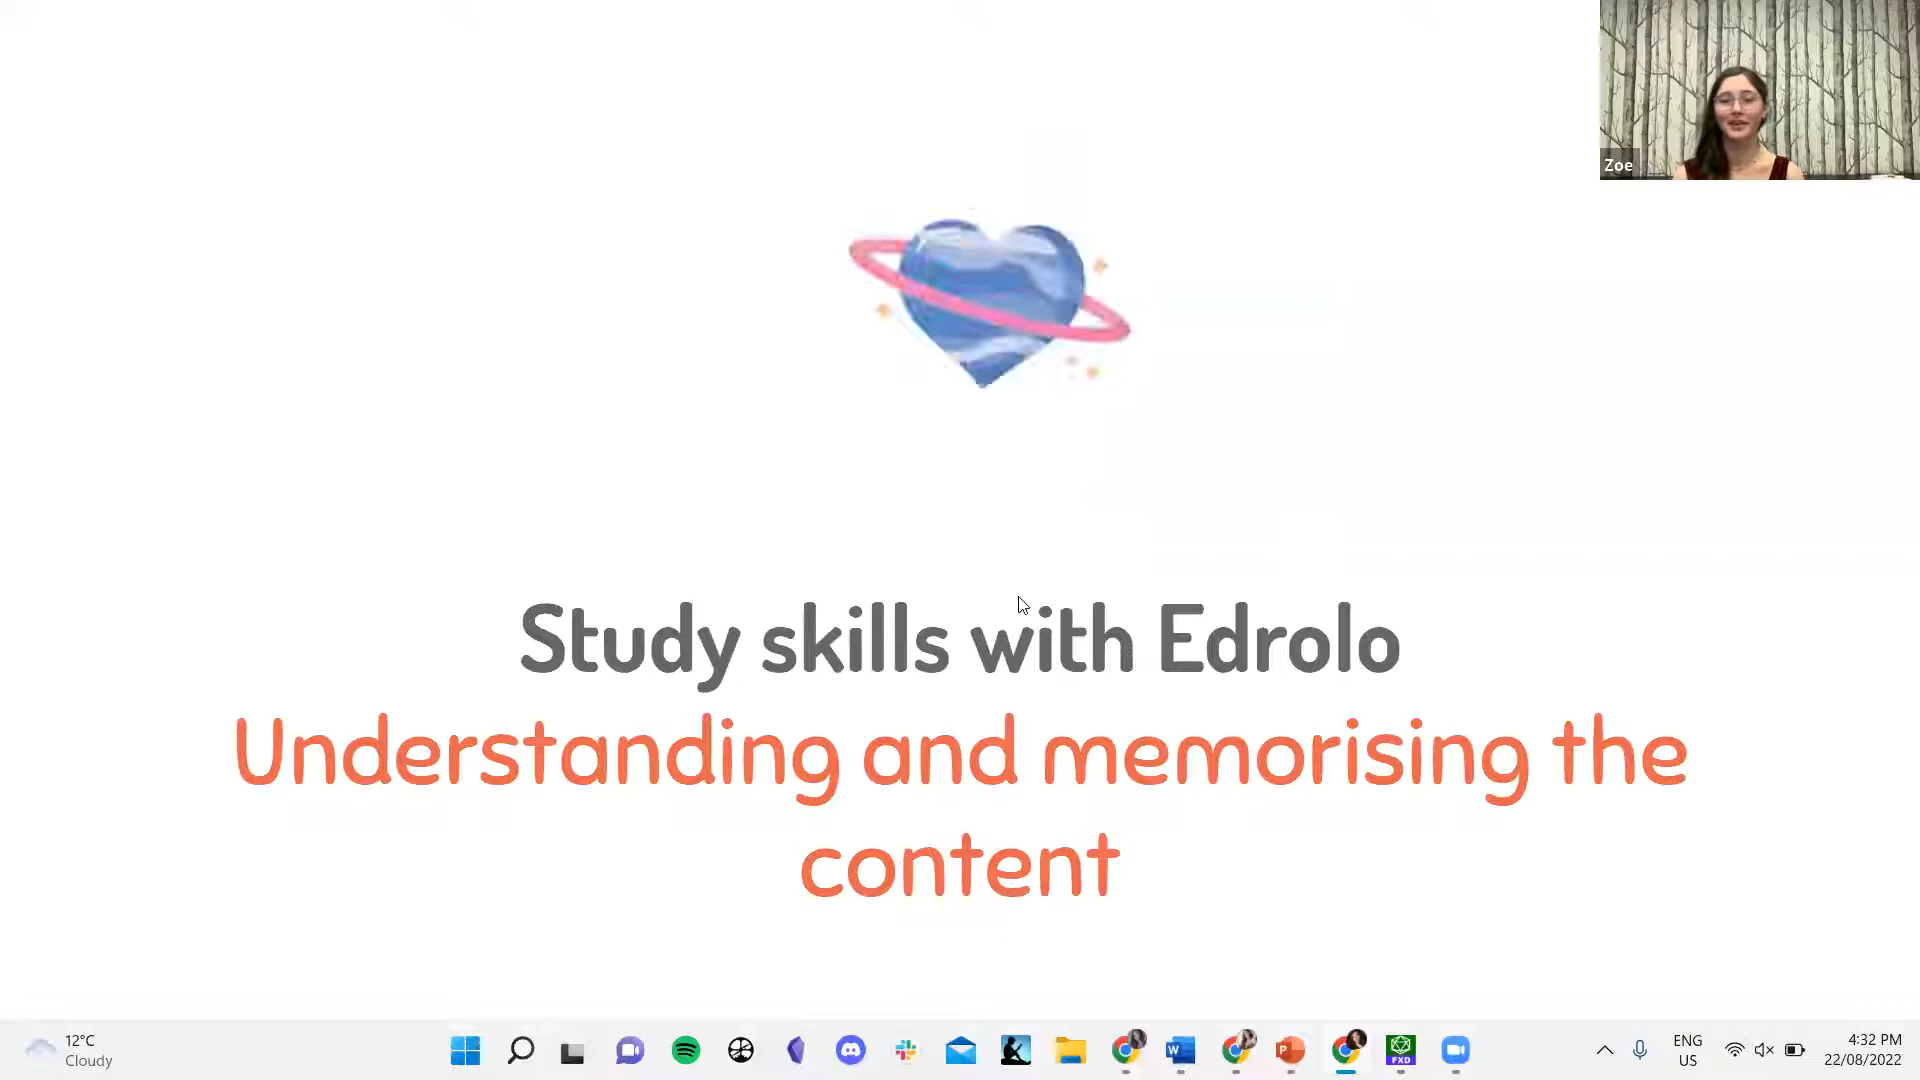 Zoe
Study skills with Edrolo
Understanding and memorising the
content
12°C
Cloudy
W
P
FXD
ENG
US
4:32 PM
22/08/2022